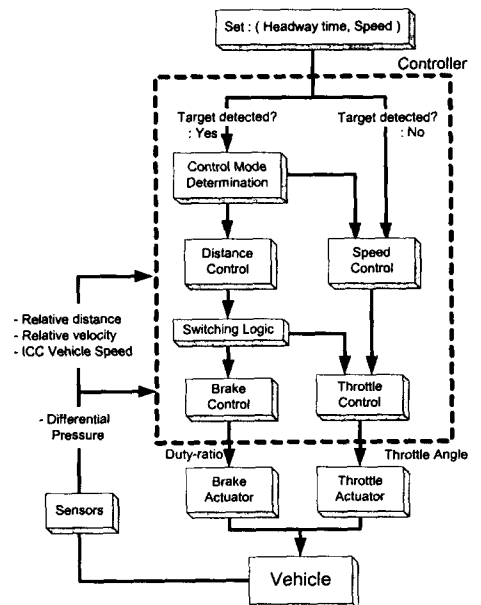 Set : ( Headway time, Speed )
Controller
Target detected?
: Yes
Target detected?
: No
Control Mode
Determination
Distance
Control
Speed
Control
- Relative distance
- Relative velocity
- ICC Vehicle Speed
Switching Logic
Brake
Control
Throttle
Control
- Differential
Pressure
Duty-ratio
Throttle Angle
Brake
Actuator
Throttle
Actuator
Sensors
Vehicle